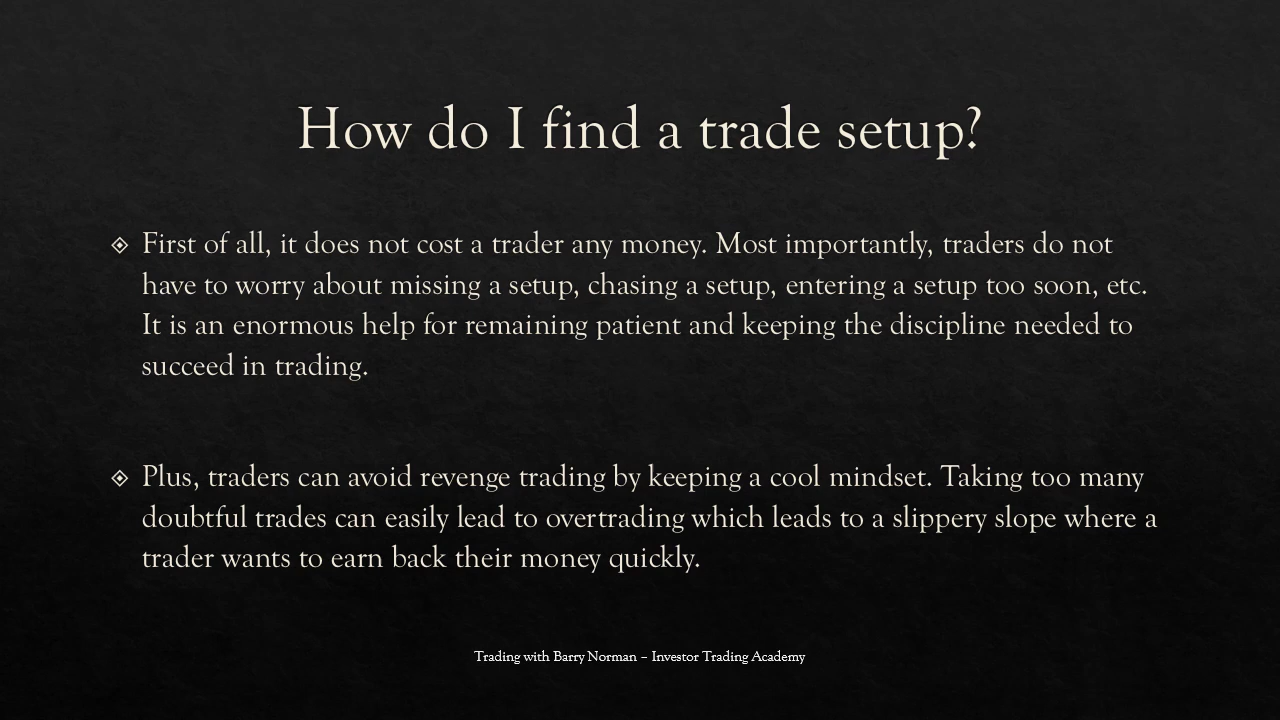 How do I find a trade setup?
First of all, it does not cost a trader any money. Most importantly, traders do not
have to worry about missing a setup, chasing a setup, entering a setup too soon, etc.
It is an enormous help for remaining patient and keeping the discipline needed to
succeed in trading.
Plus, traders can avoid revenge trading by keeping a cool mindset. Taking too many
doubtful trades can easily lead to overtrading which leads to a slippery slope where a
trader wants to earn back their money quickly.
Trading with Barry Norman – Investor Trading Academy